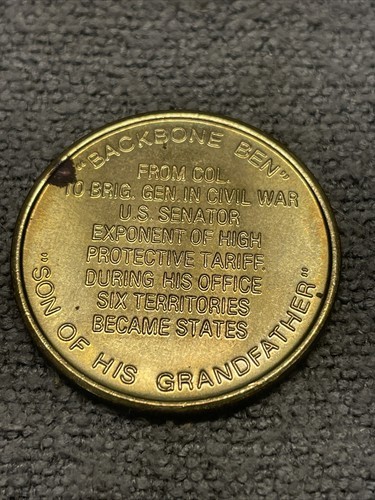 "BACKBONE BEN"
FROM COL.
TO BRIG. GEN IN CIVIL WAR
U.S. SENATOR
EXPONENT OF HIGH
PROTECTIVE TARIFF.
DURING HIS OFFICE
SIX TERRITORIES
BECAME STATES
"SON OF HIS GRANDFATHER"